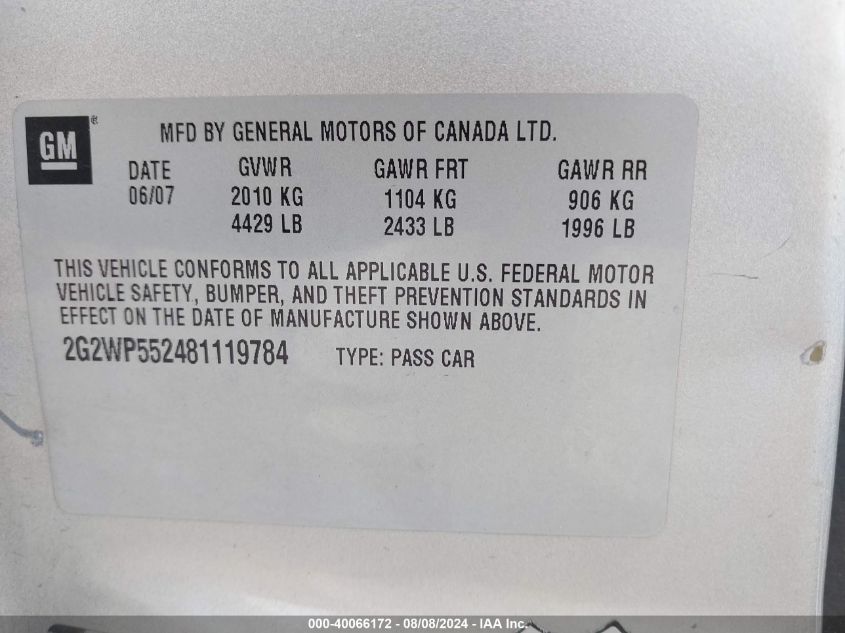 GM®
MFD BY GENERAL MOTORS OF CANADA LTD.
DATE GVWR GAWR FRT GAWR RR
06/07 2010 KG 1104 KG 906 KG
4429 LB 2433 LB 1996 LB
THIS VEHICLE CONFORMS TO ALL APPLICABLE U.S. FEDERAL MOTOR
VEHICLE SAFETY, BUMPER, AND THEFT PREVENTION STANDARDS IN
EFFECT ON THE DATE OF MANUFACTURE SHOWN ABOVE.
2G2WP552481119784 TYPE: PASS CAR
000-40066172 - 08/08/2024 - IAA Inc.